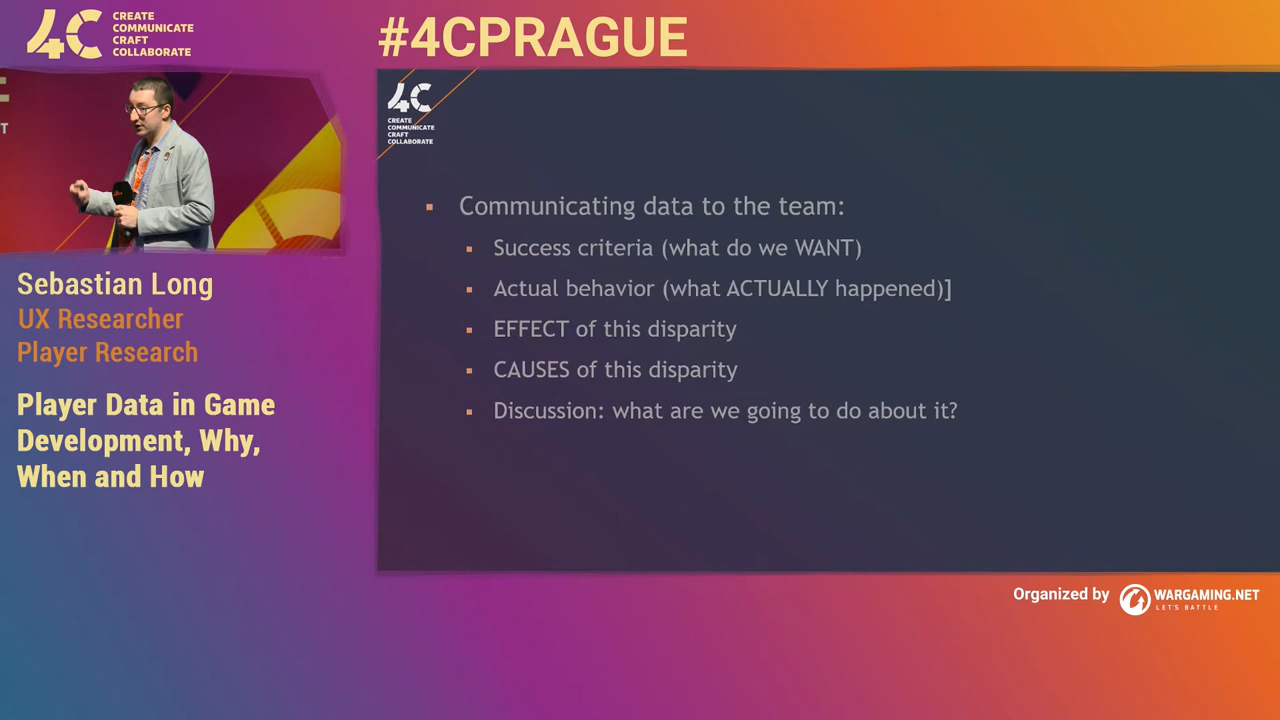 4C
CREATE
COMMUNICATE
CRAFT
COLLABORATE
#4CPRAGUE
C
T
4C
CREATE
COMMUNICATE
CRAFT
COLLABORATE
Communicating data to the team:
Success criteria (what do we WANT)
Actual behavior (what ACTUALLY happened)]
EFFECT of this disparity
CAUSES of this disparity
Discussion: what are we going to do about it?
Sebastian Long
UX Researcher
Player Research
Player Data in Game
Development, Why,
When and How
Organized by
WARGAMING.NET
LET'S BATTLE